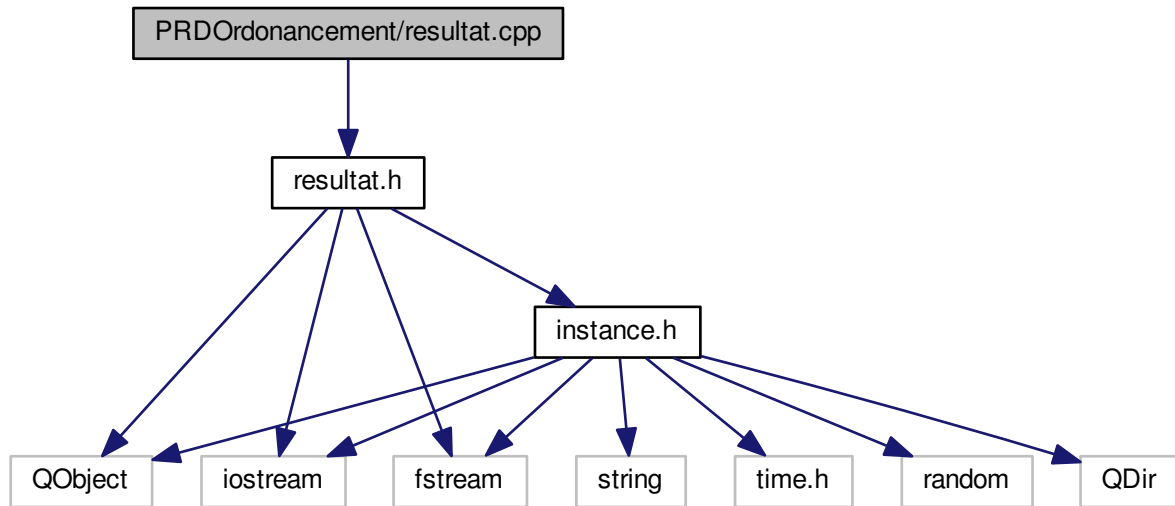 PRDOrdonancement/resultat.cpp
resultat.h
instance.h
QObject
iostream
fstream
string
time.h
random
QDir